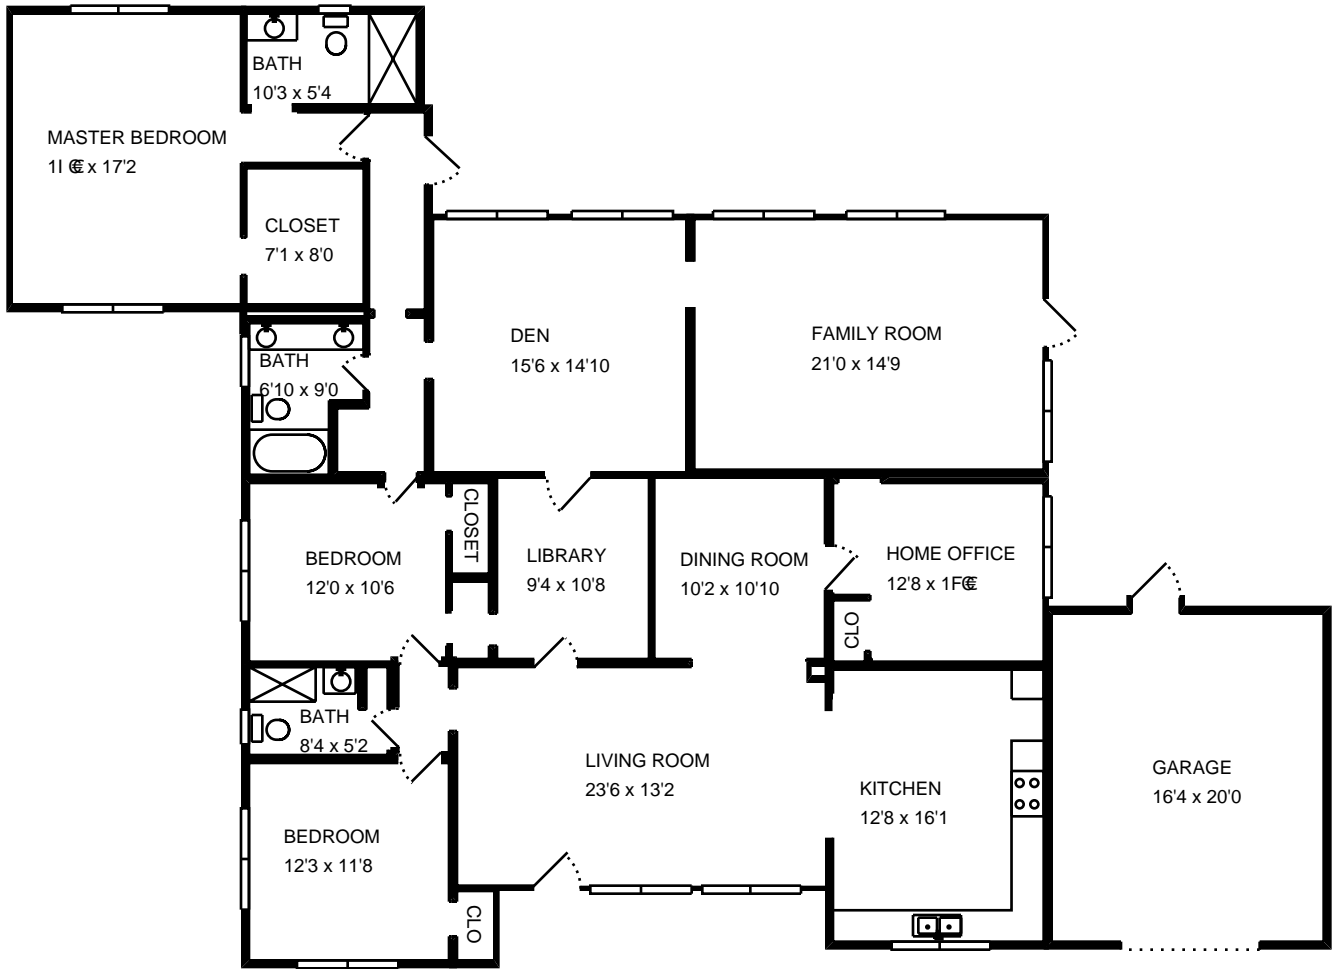 BATH
10'3 x 5'4
MASTER BEDROOM
x 17'2
CLOSET
7'1 x 8'0
DEN
15'6 x 14'10
FAMILY ROOM
21'0 x 14'9
BATH
6'10 x 9'0
CLOSET
BEDROOM
12'0 x 10'6
LIBRARY
9'4 x 10'8
DINING ROOM
10'2 x 10'10
HOME OFFICE
12'8 x
CLO
BATH
8'4 x 5'2
LIVING ROOM
23'6 x 13'2
KITCHEN
12'8 x 16'1
GARAGE
16'4 x 20'0
BEDROOM
12'3 x 11'8
CLO